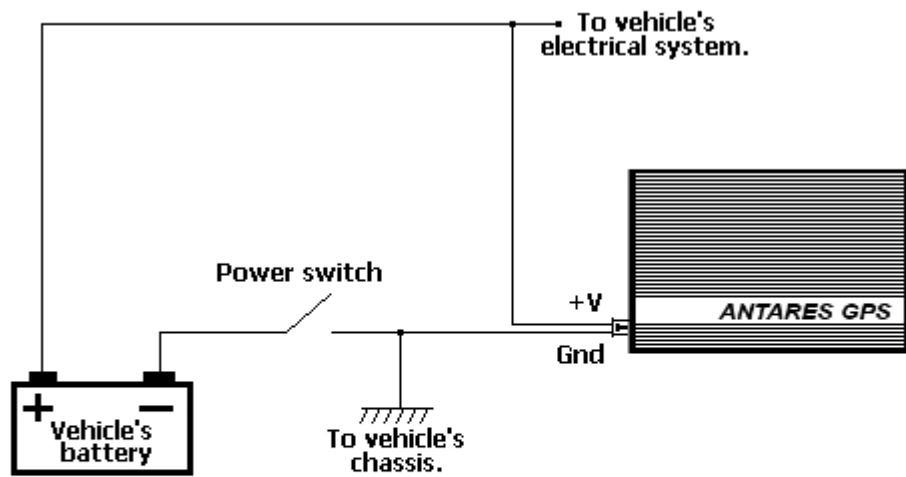 To vehicle's
electrical system.
Power switch
+V
ANTARES GPS
Gnd
+ −
Vehicle's
battery
To vehicle's
chassis.